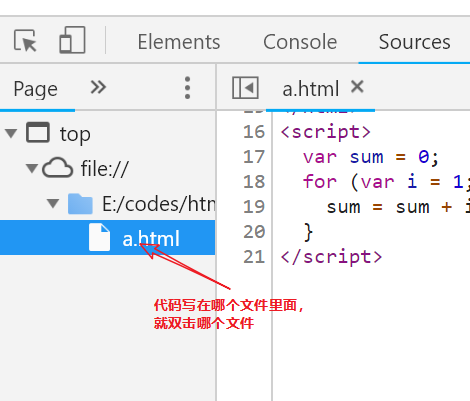 Elements Console Sources
Page » a.html ×
top
file://
E:/codes/htm
a.html
16 <script>
17 var sum = 0;
18 for (var i = 1;
19 sum = sum + i
20 }
21 </script>
代码写在哪个文件里面，
就双击哪个文件